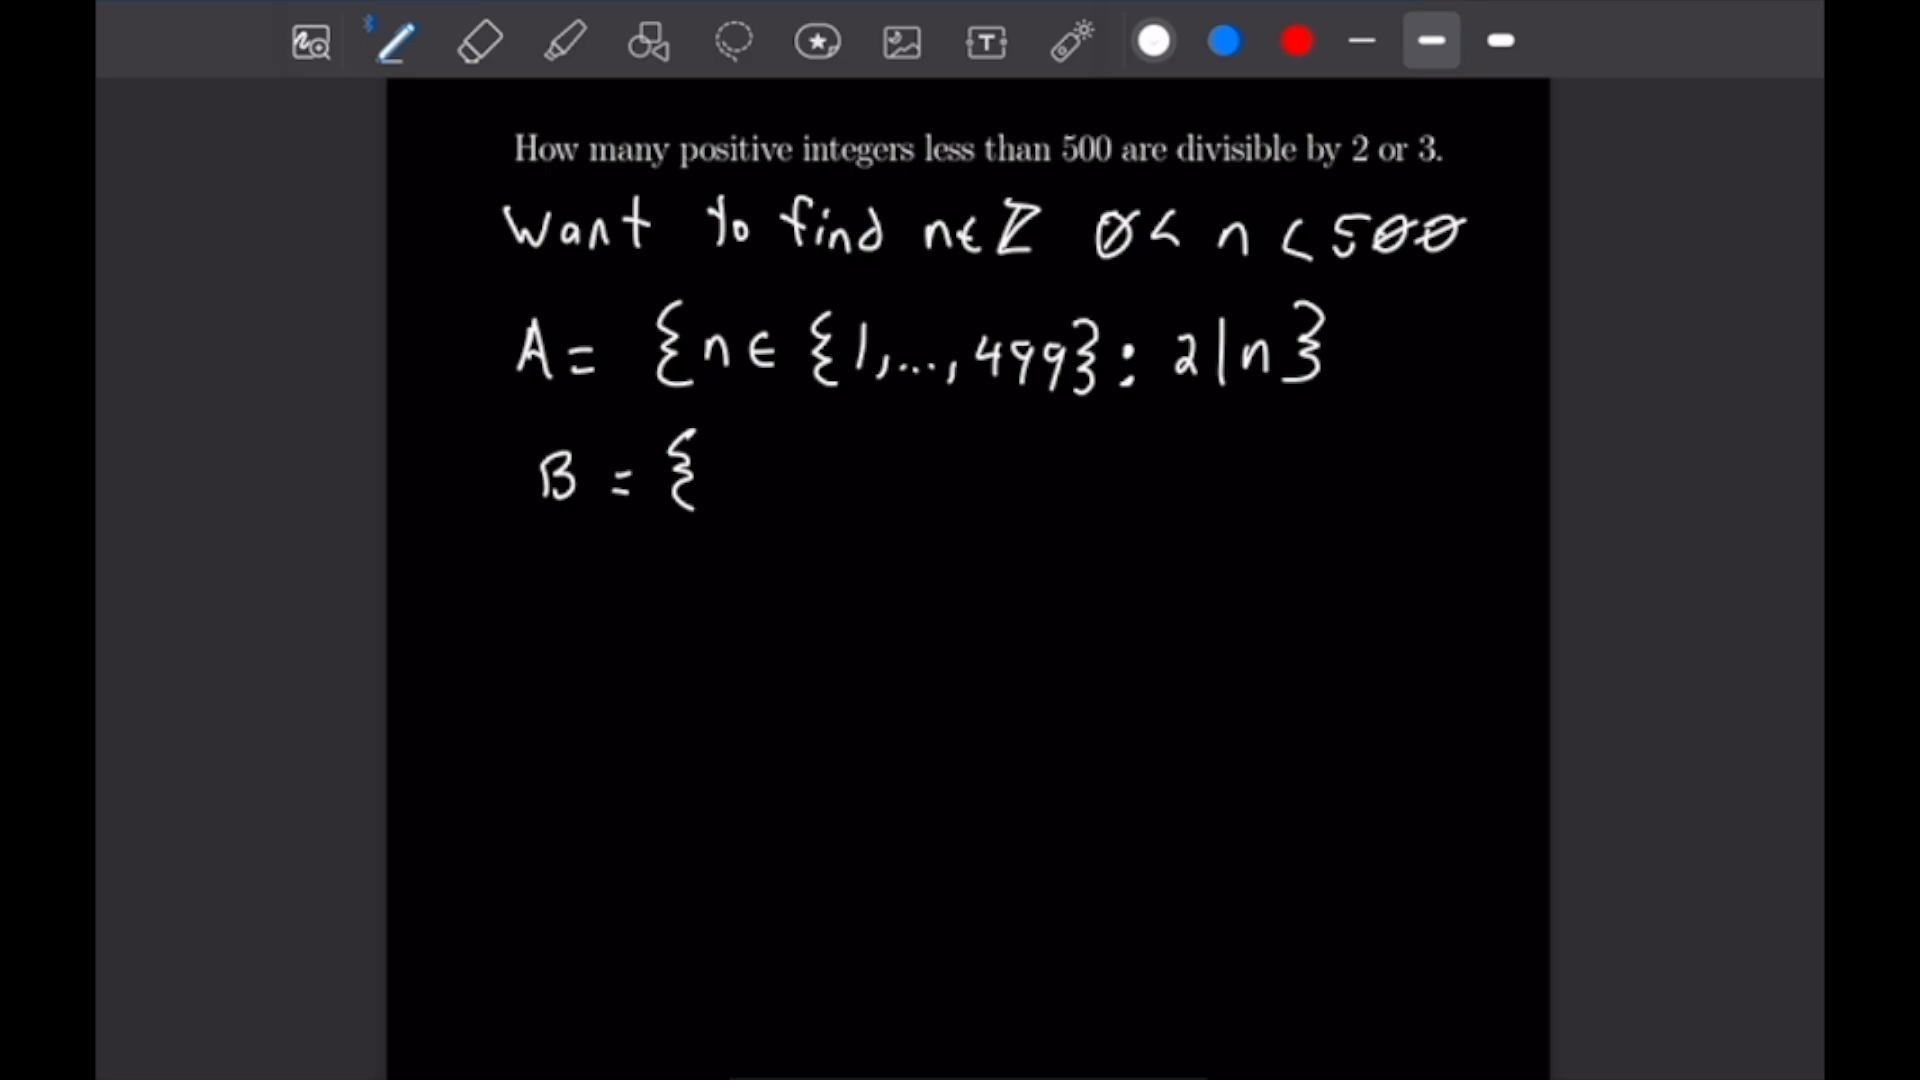 How many positive integers less than 500 are divisible by 2 or 3.
Want to find n∈Z 0< n <500
A = {n ∈ {1,...,499} : 2|n}
B = {